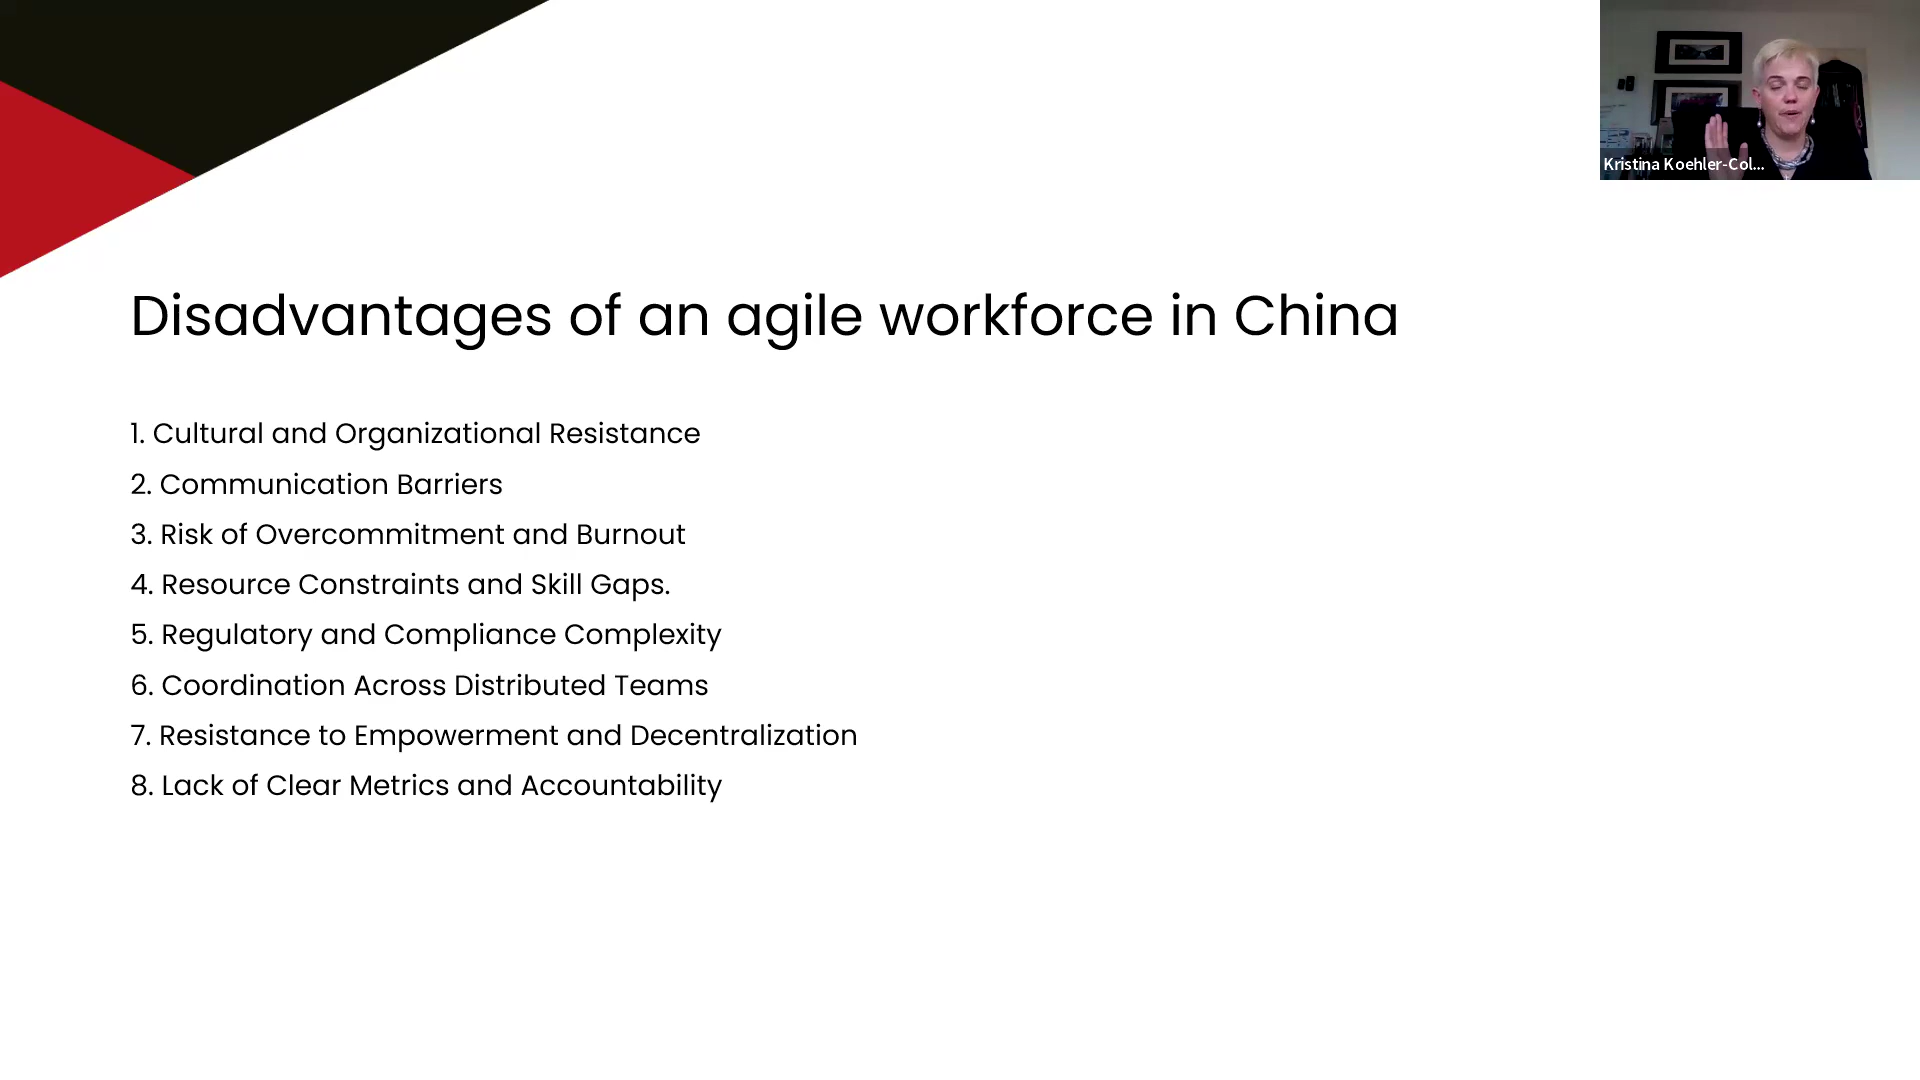 Kristina Koehler-Col...
Disadvantages of an agile workforce in China
1. Cultural and Organizational Resistance
2. Communication Barriers
3. Risk of Overcommitment and Burnout
4. Resource Constraints and Skill Gaps.
5. Regulatory and Compliance Complexity
6. Coordination Across Distributed Teams
7. Resistance to Empowerment and Decentralization
8. Lack of Clear Metrics and Accountability